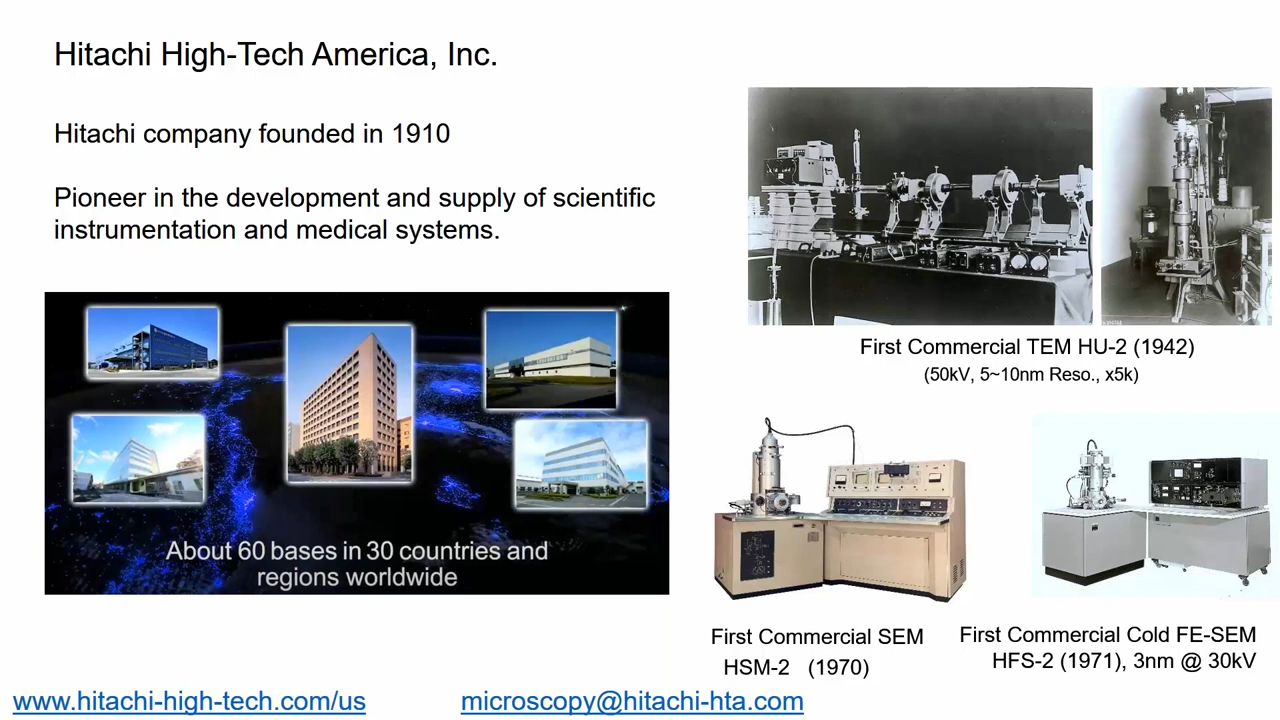 Hitachi High-Tech America, Inc.
Hitachi company founded in 1910
Pioneer in the development and supply of scientific
instrumentation and medical systems.
About 60 bases in 30 countries and
regions worldwide
First Commercial TEM HU-2 (1942)
(50kV, 5~10nm Reso., x5k)
First Commercial SEM
HSM-2 (1970)
First Commercial Cold FE-SEM
HFS-2 (1971), 3nm @ 30kV
www.hitachi-high-tech.com/us
microscopy@hitachi-hta.com